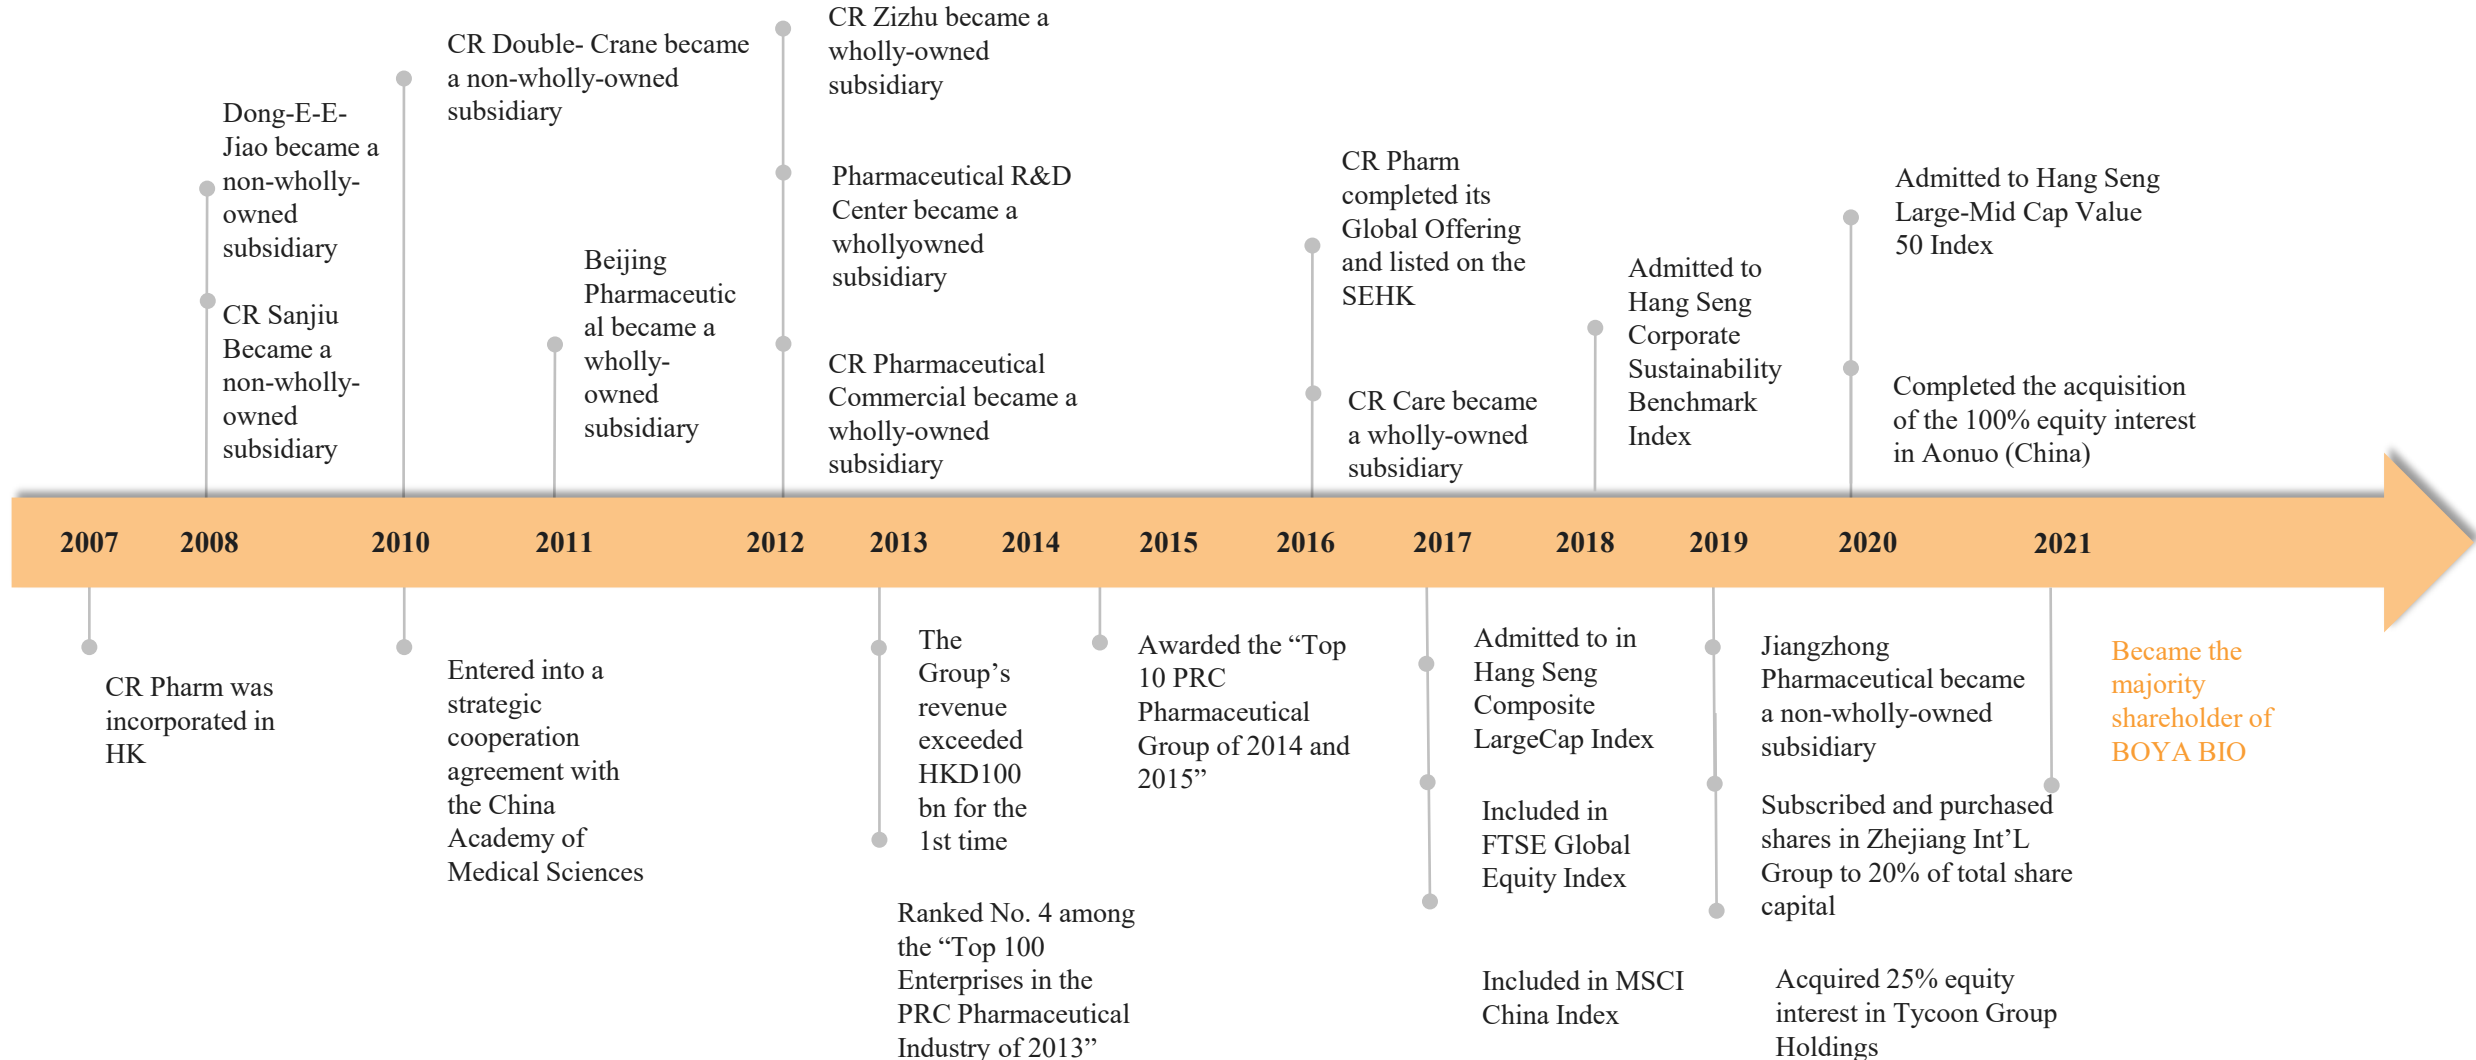 CR Zizhu became a
wholly-owned
subsidiary
CR Double- Crane became
a non-wholly-owned
subsidiary
Dong-E-E-
Jiao became a
non-wholly-
owned
subsidiary
CR Sanjiu
Became a
non-wholly-
owned
subsidiary
Beijing
Pharmaceutic
al became a
wholly-
owned
subsidiary
Pharmaceutical R&D
Center became a
whollyowned
subsidiary
CR Pharmaceutical
Commercial became a
wholly-owned
subsidiary
CR Pharm
completed its
Global Offering
and listed on the
SEHK
CR Care became
a wholly-owned
subsidiary
Admitted to
Hang Seng
Corporate
Sustainability
Benchmark
Index
Admitted to Hang Seng
Large-Mid Cap Value
50 Index
Completed the acquisition
of the 100% equity interest
in Aonuo (China)
2007 2008 2010 2011 2012 2013 2014 2015 2016 2017 2018 2019 2020 2021
CR Pharm was
incorporated in
HK
Entered into a
strategic
cooperation
agreement with
the China
Academy of
Medical Sciences
The
Group’s
revenue
exceeded
HKD100
bn for the
1st time
Ranked No. 4 among
the “Top 100
Enterprises in the
PRC Pharmaceutical
Industry of 2013”
Awarded the “Top
10 PRC
Pharmaceutical
Group of 2014 and
2015”
Admitted to in
Hang Seng
Composite
LargeCap Index
Included in
FTSE Global
Equity Index
Included in MSCI
China Index
Jiangzhong
Pharmaceutical became
a non-wholly-owned
subsidiary
Subscribed and purchased
shares in Zhejiang Int’L
Group to 20% of total share
capital
Acquired 25% equity
interest in Tycoon Group
Holdings
Became the
majority
shareholder of
BOYA BIO